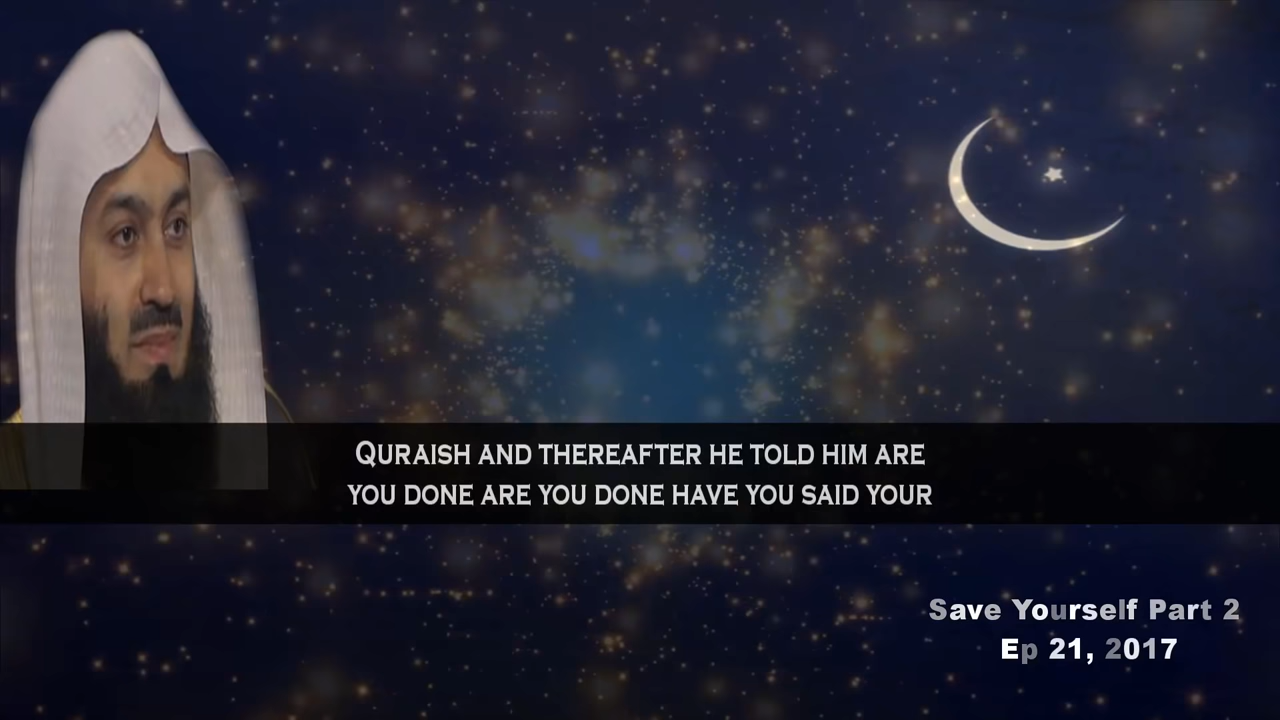 Quraish and thereafter he told him are
you done are you done have you said your
Save Yourself Part 2
Ep 21, 2017